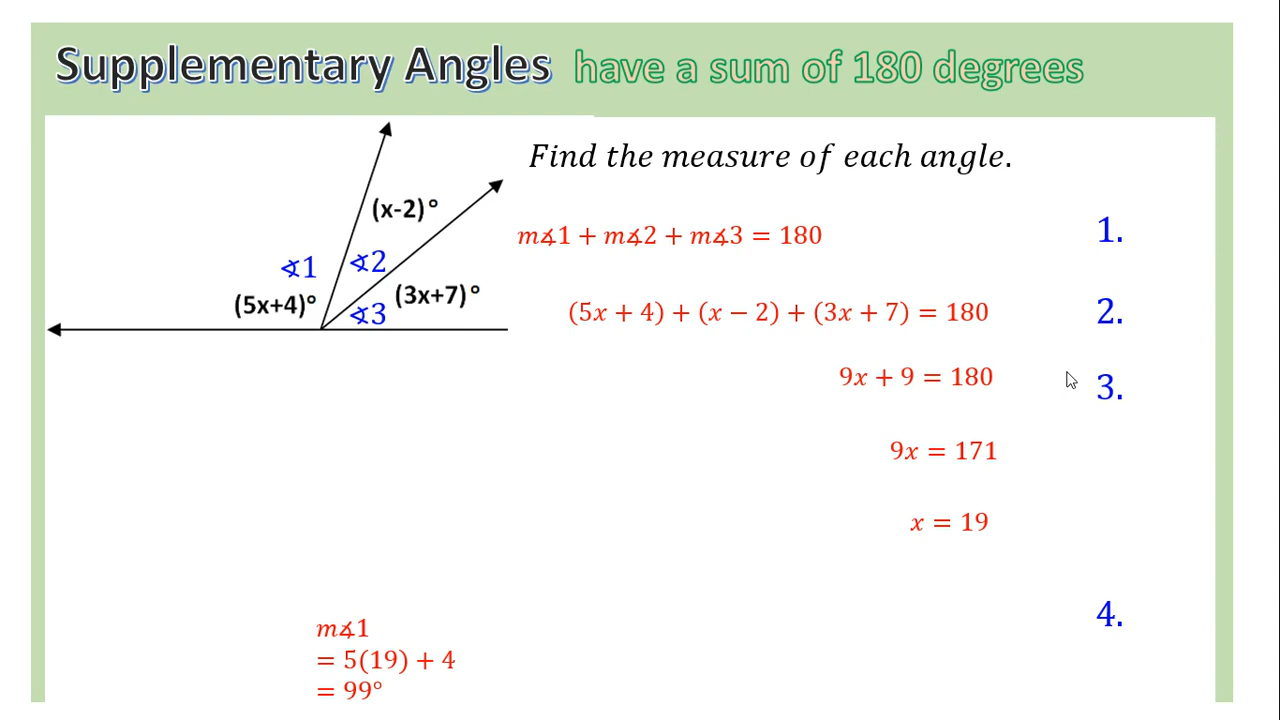 Supplementary Angles have a sum of 180 degrees
Find the measure of each angle.
(x-2)°
m∡1 + m∡2 + m∡3 = 180
1.
∢1
∢2
(5x+4)°
(3x+7)°
∢3
(5x + 4) + (x − 2) + (3x + 7) = 180
2.
9x + 9 = 180
3.
9x = 171
x = 19
4.
m∡1
= 5(19) + 4
= 99°